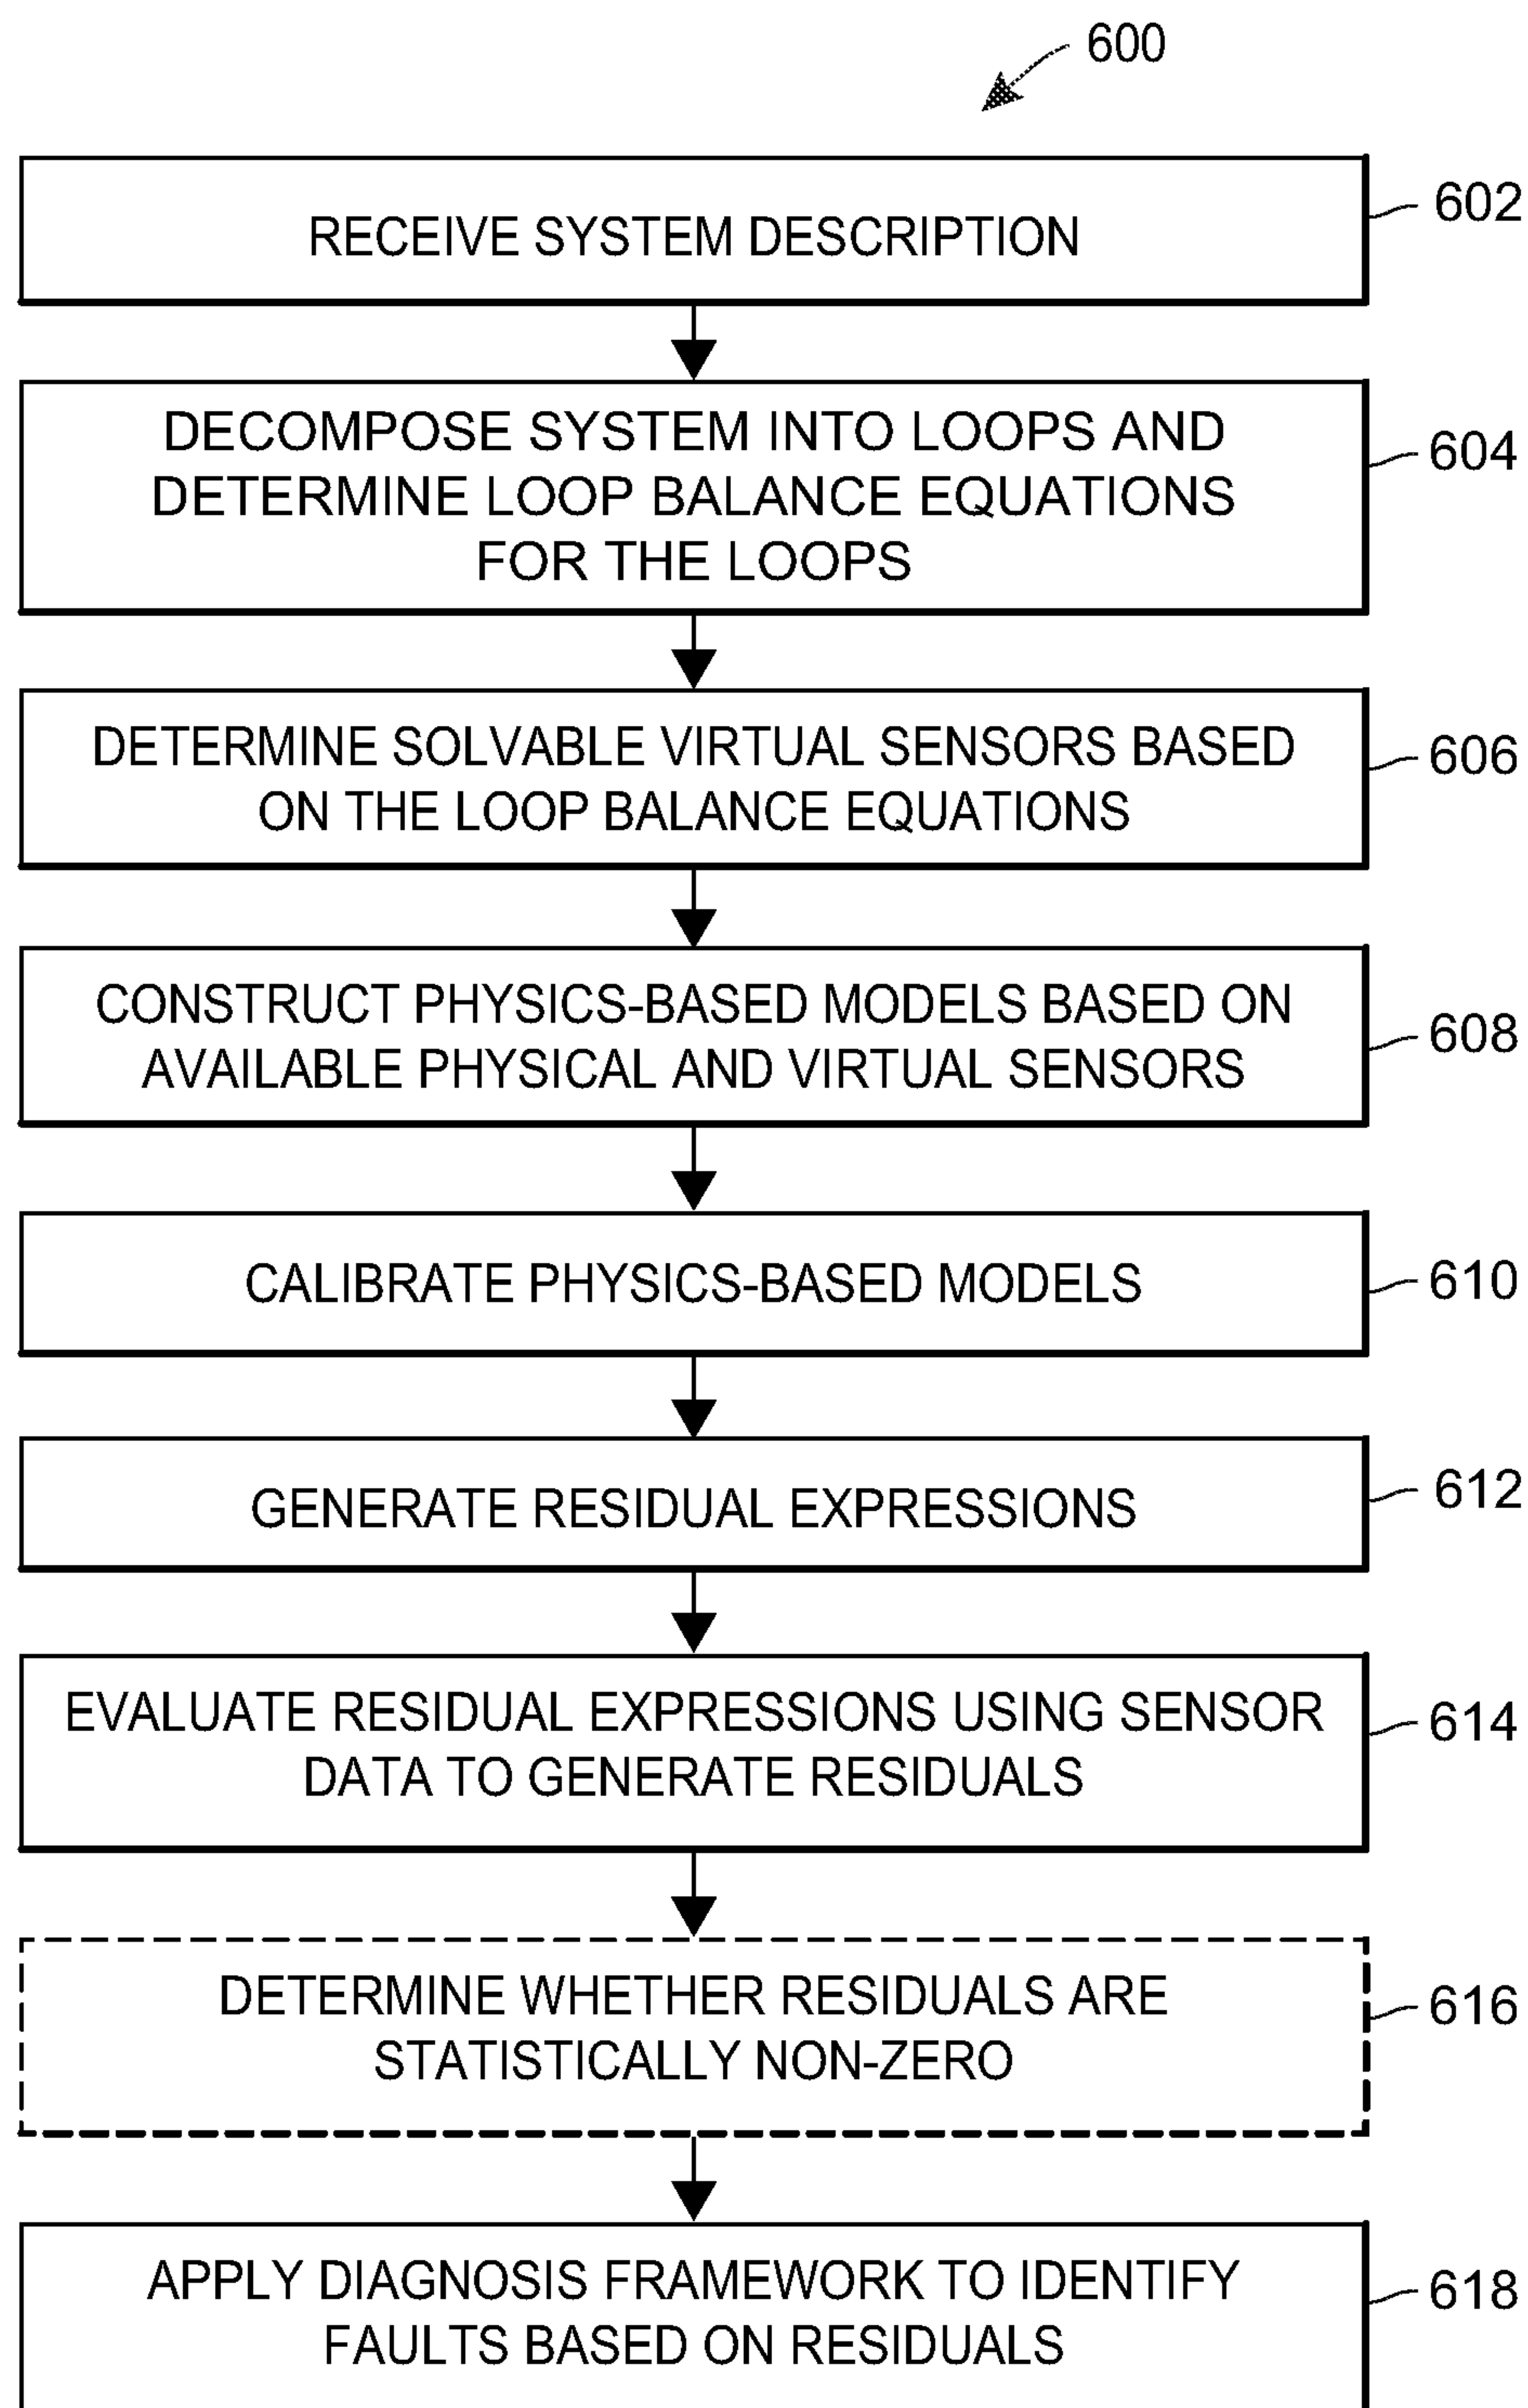 600
RECEIVE SYSTEM DESCRIPTION
602
DECOMPOSE SYSTEM INTO LOOPS AND
DETERMINE LOOP BALANCE EQUATIONS
FOR THE LOOPS
604
DETERMINE SOLVABLE VIRTUAL SENSORS BASED
ON THE LOOP BALANCE EQUATIONS
606
CONSTRUCT PHYSICS-BASED MODELS BASED ON
AVAILABLE PHYSICAL AND VIRTUAL SENSORS
608
CALIBRATE PHYSICS-BASED MODELS
610
GENERATE RESIDUAL EXPRESSIONS
612
EVALUATE RESIDUAL EXPRESSIONS USING SENSOR
DATA TO GENERATE RESIDUALS
614
DETERMINE WHETHER RESIDUALS ARE
STATISTICALLY NON-ZERO
616
APPLY DIAGNOSIS FRAMEWORK TO IDENTIFY
FAULTS BASED ON RESIDUALS
618